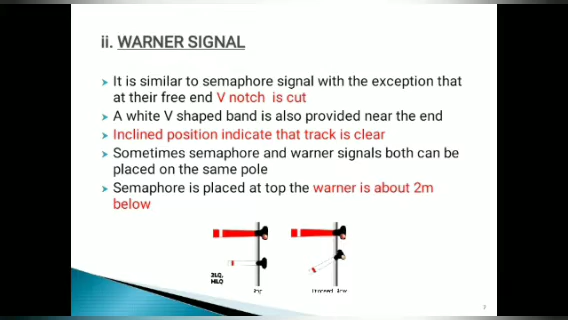 ii. WARNER SIGNAL
It is similar to semaphore signal with the exception that
at their free end V notch is cut
A white V shaped band is also provided near the end
Inclined position indicate that track is clear
Sometimes semaphore and warner signals both can be
placed on the same pole
Semaphore is placed at top the warner is about 2m
below